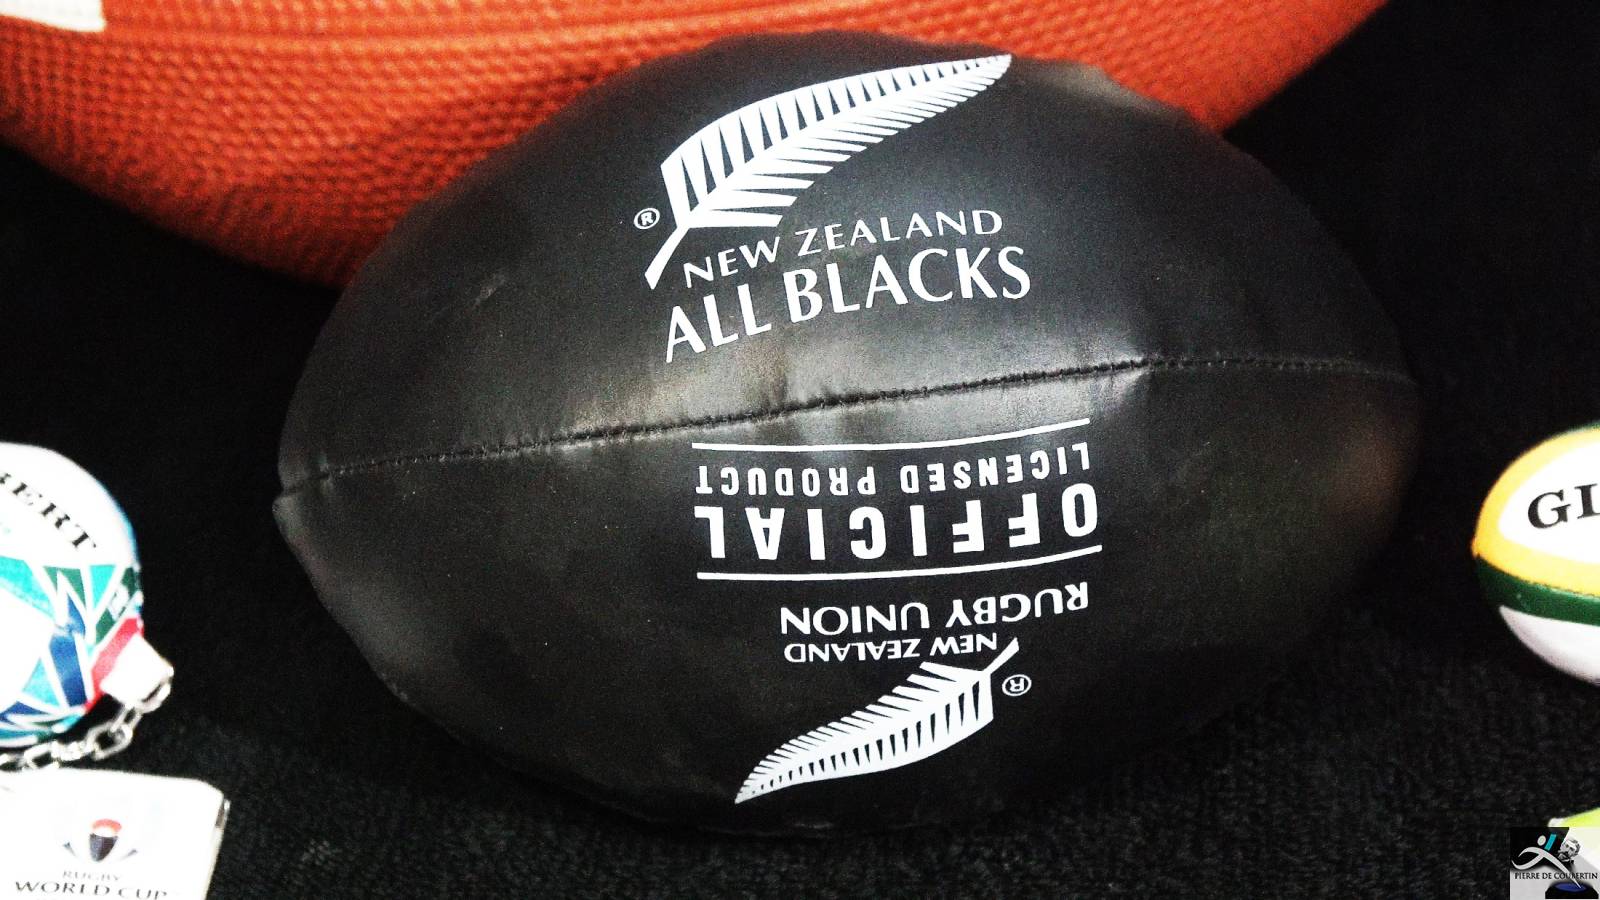 ®
NEW ZEALAND
ALL BLACKS
LICENSED PRODUCT
OFFICIAL
RUGBY UNION
NEW ZEALAND
®
RUGBY
WORLD CUP
PIERRE DE COUBERTIN